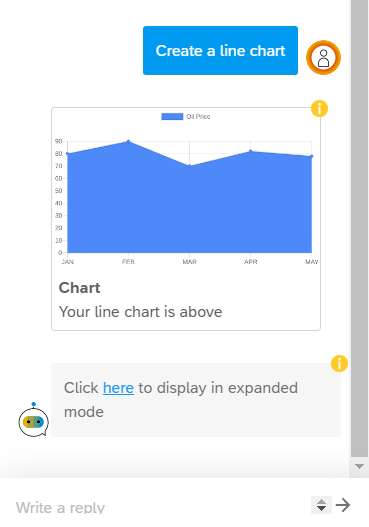 Create a line chart
Oil Price
90
80
70
60
50
40
30
20
10
0
JAN FEB MAR APR MAY
Chart
Your line chart is above
Click here to display in expanded
mode
Write a reply